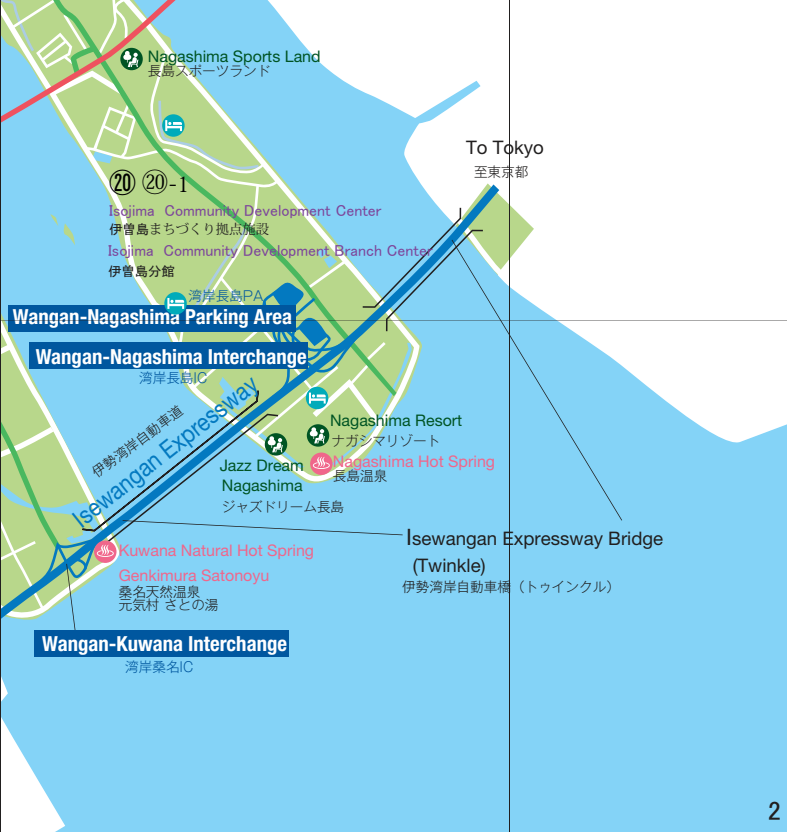 Nagashima Sports Land
長島スポーツランド
To Tokyo
至東京都
⑳ ⑳-1
Isojima Community Development Center
伊曽島まちづくり拠点施設
Isojima Community Development Branch Center
伊曽島分館
湾岸長島PA
Wangan-Nagashima Parking Area
Wangan-Nagashima Interchange
湾岸長島IC
伊勢湾岸自動車道
Isewangan Expressway
Nagashima Resort
ナガシマリゾート
Jazz Dream
Nagashima
ジャズドリーム長島
Nagashima Hot Spring
長島温泉
Isewangan Expressway Bridge
(Twinkle)
伊勢湾岸自動車橋（トゥインクル）
Kuwana Natural Hot Spring
Genkimura Satonoyu
桑名天然温泉
元気村 さとの湯
Wangan-Kuwana Interchange
湾岸桑名IC
2